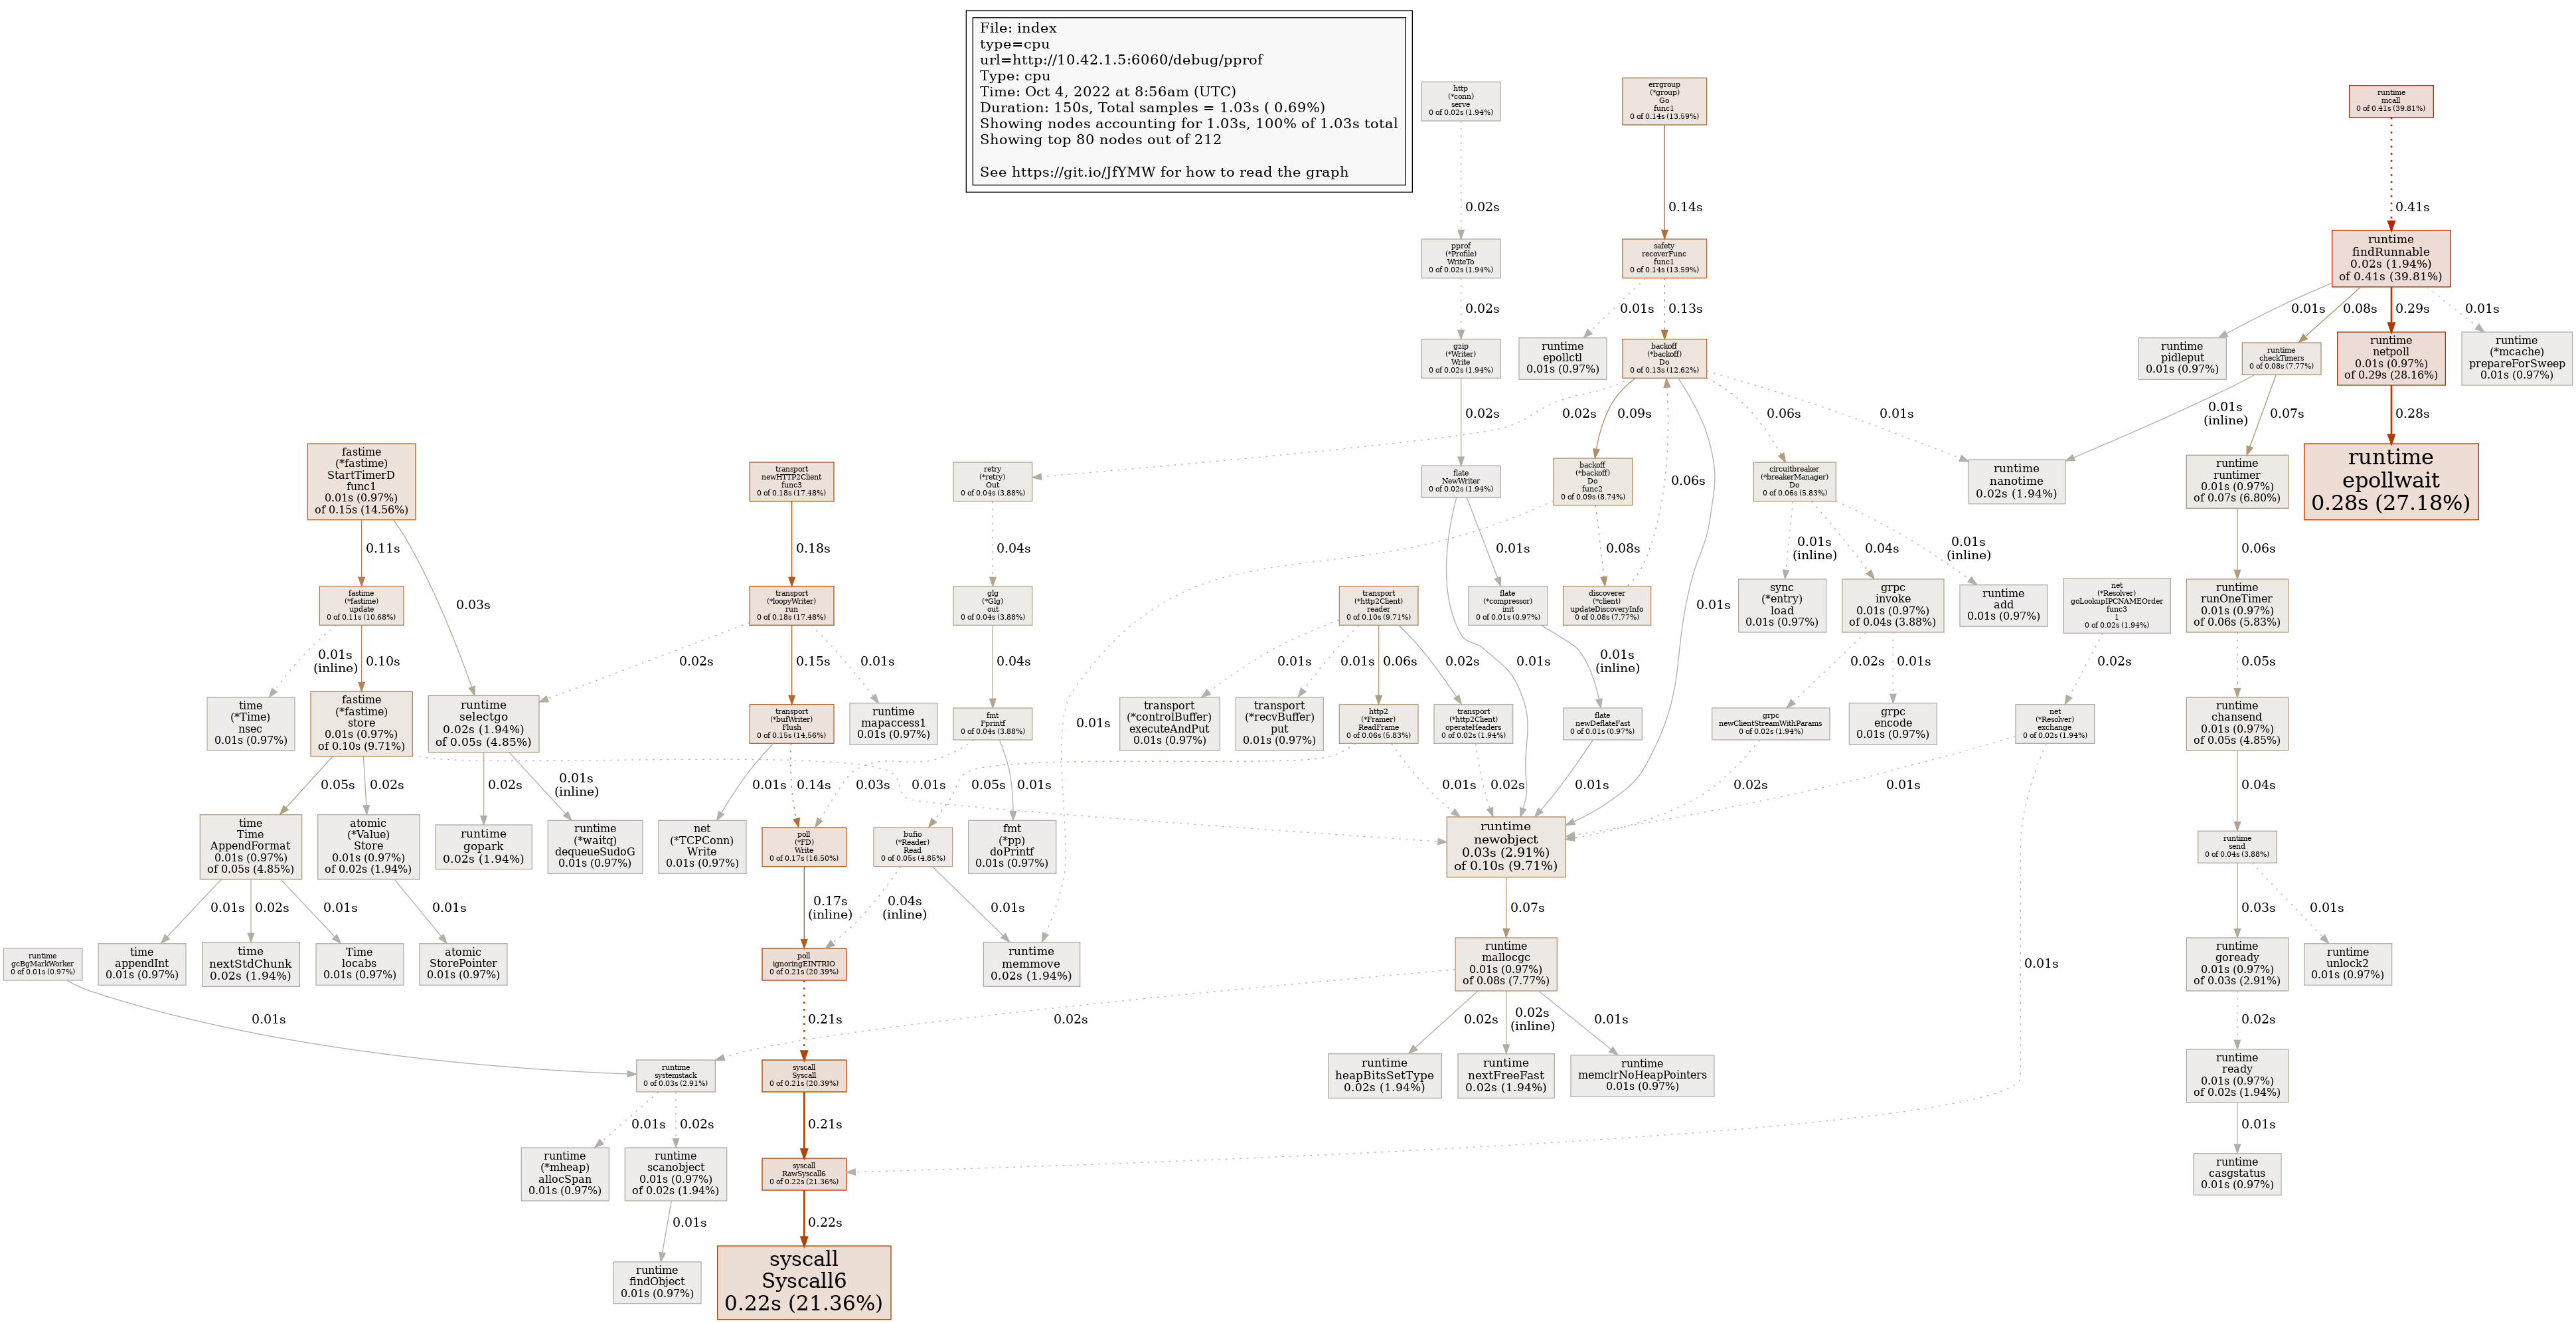 File: index
type=cpu
url=http://10.42.1.5:6060/debug/pprof
Type: cpu
Time: Oct 4, 2022 at 8:56am (UTC)
Duration: 150s, Total samples = 1.03s ( 0.69%)
Showing nodes accounting for 1.03s, 100% of 1.03s total
Showing top 80 nodes out of 212
See https://git.io/JfYMW for how to read the graph
http
(*conn)
serve
0 of 0.02s (1.94%)
errgroup
(*group)
Go
func1
0 of 0.14s (13.59%)
runtime
mcall
0 of 0.41s (39.81%)
0.02s
0.14s
0.41s
pprof
(*Profile)
WriteTo
0 of 0.02s (1.94%)
safety
recoverFunc
func1
0 of 0.14s (13.59%)
runtime
findRunnable
0.02s (1.94%)
of 0.41s (39.81%)
0.02s
0.01s
0.13s
0.01s
0.08s
0.29s
0.01s
gzip
(*Writer)
Write
0 of 0.02s (1.94%)
runtime
epollctl
0.01s (0.97%)
backoff
(*backoff)
Do
0 of 0.13s (12.62%)
runtime
pidleput
0.01s (0.97%)
runtime
checkTimers
0 of 0.08s (7.77%)
runtime
netpoll
0.01s (0.97%)
of 0.29s (28.16%)
runtime
(*mcache)
prepareForSweep
0.01s (0.97%)
0.02s
0.02s
0.09s
0.06s
0.01s
0.01s
(inline)
0.07s
0.28s
fastime
(*fastime)
StartTimerD
func1
0.01s (0.97%)
of 0.15s (14.56%)
transport
newHTTP2Client
func3
0 of 0.18s (17.48%)
retry
(*retry)
Out
0 of 0.04s (3.88%)
flate
NewWriter
0 of 0.02s (1.94%)
backoff
(*backoff)
Do
func2
0 of 0.09s (8.74%)
0.06s
circuitbreaker
(*breakerManager)
Do
0 of 0.06s (5.83%)
runtime
nanotime
0.02s (1.94%)
runtime
runtimer
0.01s (0.97%)
of 0.07s (6.80%)
runtime
epollwait
0.28s (27.18%)
0.11s
0.03s
0.18s
0.04s
0.01s
0.08s
0.01s
0.01s
(inline)
0.04s
0.01s
(inline)
0.06s
fastime
(*fastime)
update
0 of 0.11s (10.68%)
transport
(*loopyWriter)
run
0 of 0.18s (17.48%)
glg
(*Glg)
out
0 of 0.04s (3.88%)
transport
(*http2Client)
reader
0 of 0.10s (9.71%)
flate
(*compressor)
init
0 of 0.01s (0.97%)
discoverer
(*client)
updateDiscoveryInfo
0 of 0.08s (7.77%)
sync
(*entry)
load
0.01s (0.97%)
grpc
invoke
0.01s (0.97%)
of 0.04s (3.88%)
runtime
add
0.01s (0.97%)
net
(*Resolver)
goLookupIPCNAMEOrder
func3
1
0 of 0.02s (1.94%)
runtime
runOneTimer
0.01s (0.97%)
of 0.06s (5.83%)
0.01s
(inline)
0.10s
0.02s
0.15s
0.01s
0.04s
0.01s
0.01s
0.01s
0.06s
0.02s
0.01s
0.01s
(inline)
0.02s
0.01s
0.02s
0.05s
time
(*Time)
nsec
0.01s (0.97%)
fastime
(*fastime)
store
0.01s (0.97%)
of 0.10s (9.71%)
runtime
selectgo
0.02s (1.94%)
of 0.05s (4.85%)
transport
(*bufWriter)
Flush
0 of 0.15s (14.56%)
runtime
mapaccess1
0.01s (0.97%)
fmt
Fprintf
0 of 0.04s (3.88%)
transport
(*controlBuffer)
executeAndPut
0.01s (0.97%)
transport
(*recvBuffer)
put
0.01s (0.97%)
http2
(*Framer)
ReadFrame
0 of 0.06s (5.83%)
transport
(*http2Client)
operateHeaders
0 of 0.02s (1.94%)
flate
newDeflateFast
0 of 0.01s (0.97%)
grpc
newClientStreamWithParams
0 of 0.02s (1.94%)
grpc
encode
0.01s (0.97%)
net
(*Resolver)
exchange
0 of 0.02s (1.94%)
runtime
chansend
0.01s (0.97%)
of 0.05s (4.85%)
0.05s
0.02s
0.02s
0.01s
(inline)
0.01s
0.14s
0.03s
0.01s
0.05s
0.01s
0.01s
0.02s
0.01s
0.02s
0.01s
0.04s
time
Time
AppendFormat
0.01s (0.97%)
of 0.05s (4.85%)
atomic
(*Value)
Store
0.01s (0.97%)
of 0.02s (1.94%)
runtime
gopark
0.02s (1.94%)
runtime
(*waitq)
dequeueSudoG
0.01s (0.97%)
net
(*TCPConn)
Write
0.01s (0.97%)
poll
(*FD)
Write
0 of 0.17s (16.50%)
bufio
(*Reader)
Read
0 of 0.05s (4.85%)
fmt
(*pp)
doPrintf
0.01s (0.97%)
runtime
newobject
0.03s (2.91%)
of 0.10s (9.71%)
runtime
send
0 of 0.04s (3.88%)
0.01s
0.02s
0.01s
0.01s
0.17s
(inline)
0.04s
(inline)
0.01s
0.07s
0.01s
0.03s
0.01s
runtime
gcBgMarkWorker
0 of 0.01s (0.97%)
time
appendInt
0.01s (0.97%)
time
nextStdChunk
0.02s (1.94%)
Time
locabs
0.01s (0.97%)
atomic
StorePointer
0.01s (0.97%)
poll
ignoringEINTRIO
0 of 0.21s (20.39%)
runtime
memmove
0.02s (1.94%)
runtime
mallocgc
0.01s (0.97%)
of 0.08s (7.77%)
runtime
goready
0.01s (0.97%)
of 0.03s (2.91%)
runtime
unlock2
0.01s (0.97%)
0.01s
0.21s
0.02s
0.02s
0.02s
(inline)
0.01s
0.02s
runtime
systemstack
0 of 0.03s (2.91%)
syscall
Syscall
0 of 0.21s (20.39%)
runtime
heapBitsSetType
0.02s (1.94%)
runtime
nextFreeFast
0.02s (1.94%)
runtime
memclrNoHeapPointers
0.01s (0.97%)
runtime
ready
0.01s (0.97%)
of 0.02s (1.94%)
0.01s
0.02s
0.21s
0.01s
runtime
(*mheap)
allocSpan
0.01s (0.97%)
runtime
scanobject
0.01s (0.97%)
of 0.02s (1.94%)
syscall
RawSyscall6
0 of 0.22s (21.36%)
runtime
casgstatus
0.01s (0.97%)
0.01s
0.22s
runtime
findObject
0.01s (0.97%)
syscall
Syscall6
0.22s (21.36%)